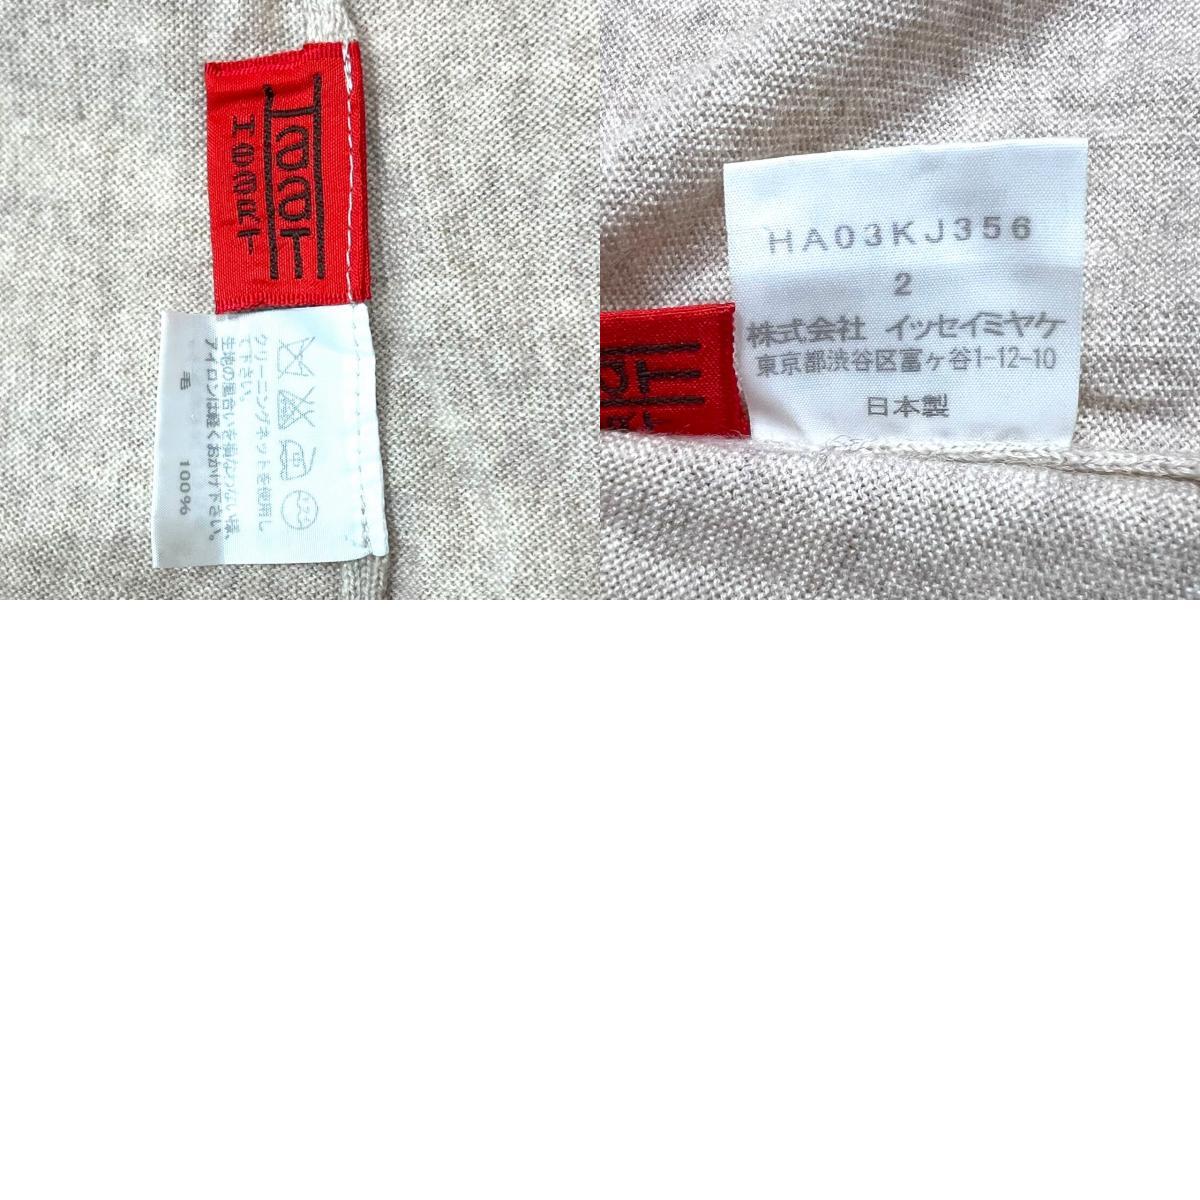 HaaT
HeaRt
クリーニングネットを使用し
て下さい。
生地の風合いを損なわない様、
アイロンは軽くおかけ下さい。
毛 100%
HA03KJ356
2
株式会社 イッセイミヤケ
東京都渋谷区富ヶ谷1-12-10
日本製